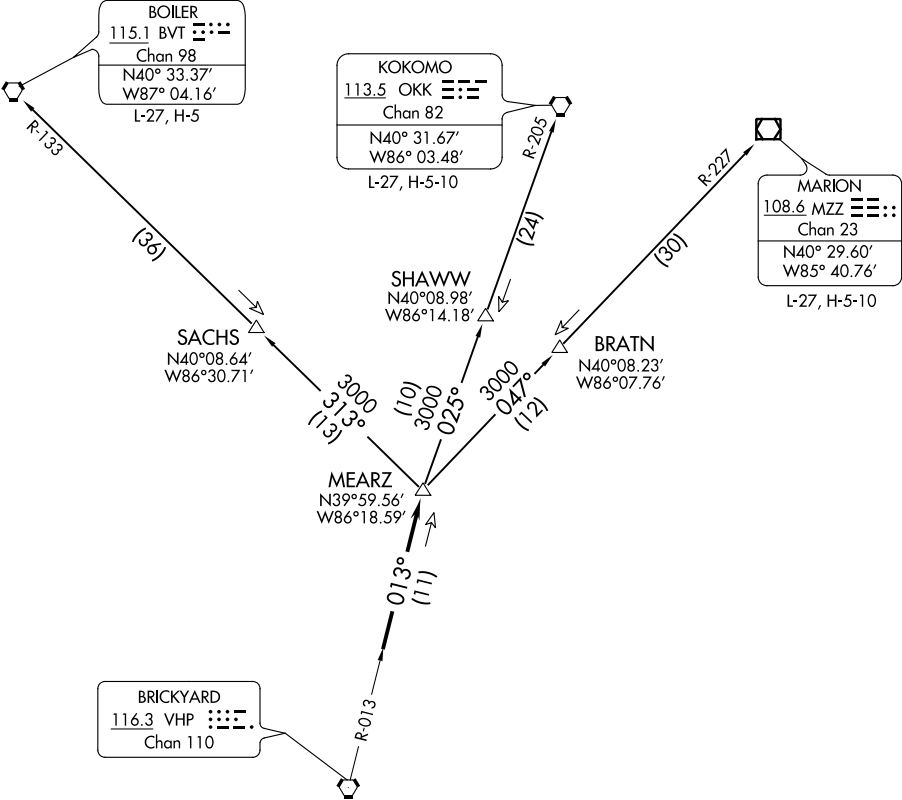 BOILER
115.1 BVT
Chan 98
N40° 33.37′
W87° 04.16′
L-27, H-5
R-133
(36)
KOKOMO
113.5 OKK
Chan 82
N40° 31.67′
W86° 03.48′
L-27, H-5-10
R-205
(24)
R-227
(30)
MARION
108.6 MZZ
Chan 23
N40° 29.60′
W85° 40.76′
L-27, H-5-10
SHAWW
N40°08.98′
W86°14.18′
SACHS
N40°08.64′
W86°30.71′
BRATN
N40°08.23′
W86°07.76′
3000
313°
(13)
(10)
3000
025°
3000
047°
(12)
MEARZ
N39°59.56′
W86°18.59′
013°
(11)
R-013
BRICKYARD
116.3 VHP
Chan 110